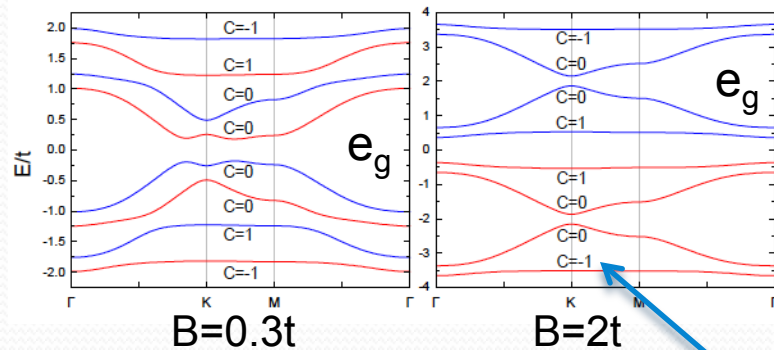 E/t
2.0
1.5
1.0
0.5
0.0
-0.5
-1.0
-1.5
-2.0
C=-1
C=1
C=0
C=0
e_g
C=0
C=0
C=1
C=-1
Γ K M Γ
B=0.3t
4
3
2
1
0
-1
-2
-3
-4
C=-1
C=0
C=0
e_g
C=1
C=1
C=0
C=0
C=-1
Γ K M Γ
B=2t